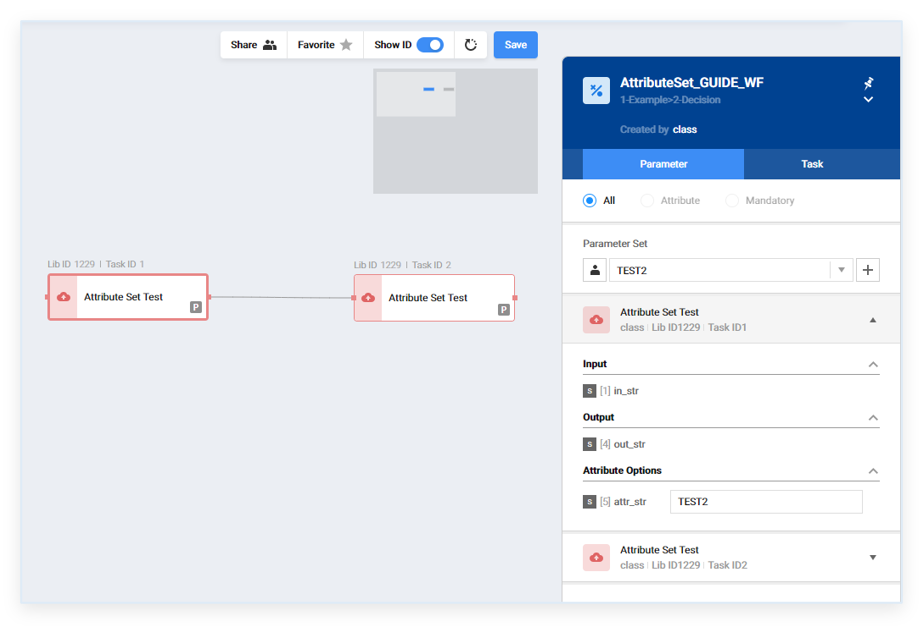 Share
Favorite
Show ID
Save
AttributeSet_GUIDE_WF
1-Example>2-Decision
Created by class
Parameter
Task
All
Attribute
Mandatory
Parameter Set
TEST2
Lib ID 1229 | Task ID 1
Attribute Set Test
P
Lib ID 1229 | Task ID 2
Attribute Set Test
P
Attribute Set Test
class | Lib ID1229 | Task ID1
Input
S [1] in_str
Output
S [4] out_str
Attribute Options
S [5] attr_str TEST2
Attribute Set Test
class | Lib ID1229 | Task ID2